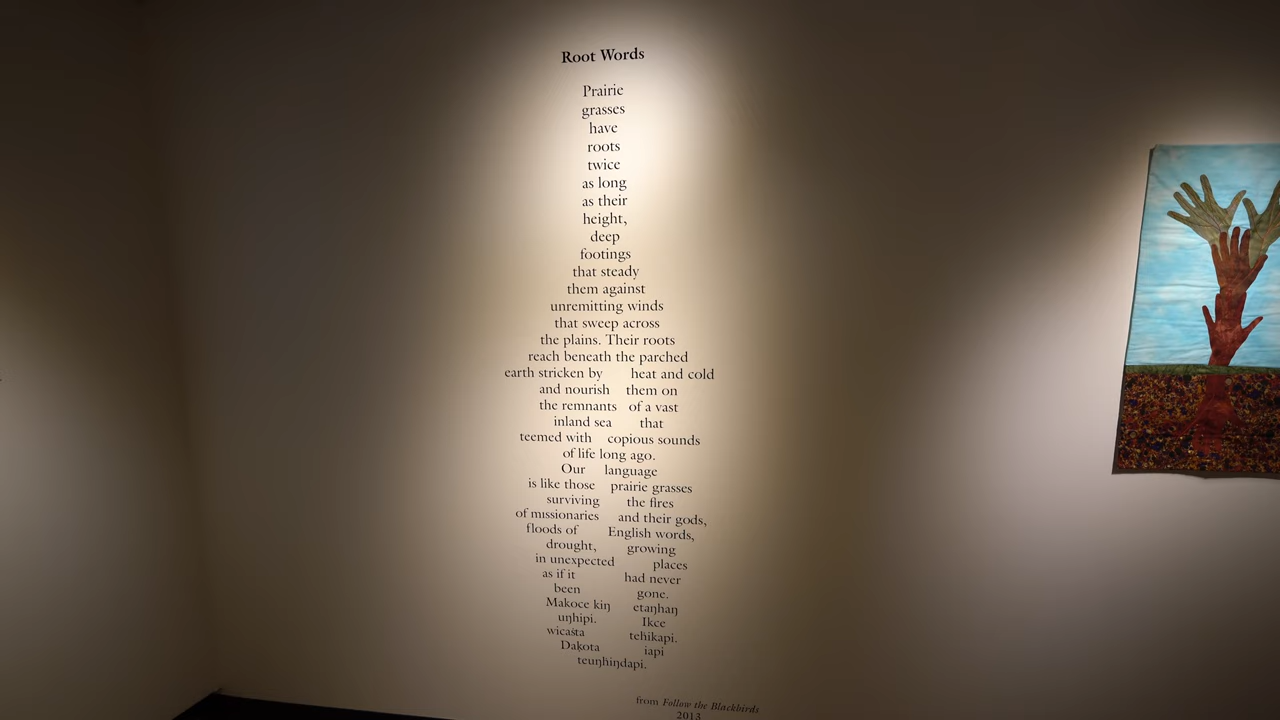 Root Words
Prairie
grasses
have
roots
twice
as long
as their
height,
deep
footings
that steady
them against
unremitting winds
that sweep across
the plains. Their roots
reach beneath the parched
earth stricken by heat and cold
and nourish them on
the remnants of a vast
inland sea that
teemed with copious sounds
of life long ago.
Our language
is like those prairie grasses
surviving the fires
of missionaries and their gods,
floods of English words,
drought, growing
in unexpected places
as if it had never
been gone.
Makoce kiŋ etaŋhaŋ
uŋhipi. Ikce
wicaṡta teḣikapi.
Daḳota iapi
teuŋḣiŋdapi.
from Follow the Blackbirds
2013